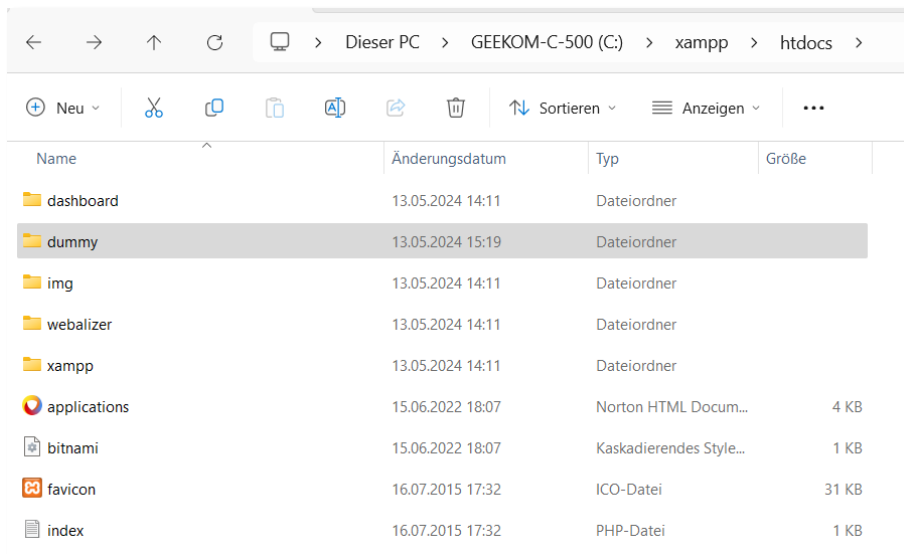 Dieser PC > GEEKOM-C-500 (C:) > xampp > htdocs >
Neu Sortieren Anzeigen ...
Name Änderungsdatum Typ Größe
dashboard 13.05.2024 14:11 Dateiordner
dummy 13.05.2024 15:19 Dateiordner
img 13.05.2024 14:11 Dateiordner
webalizer 13.05.2024 14:11 Dateiordner
xampp 13.05.2024 14:11 Dateiordner
applications 15.06.2022 18:07 Norton HTML Docum... 4 KB
bitnami 15.06.2022 18:07 Kaskadierendes Style... 1 KB
favicon 16.07.2015 17:32 ICO-Datei 31 KB
index 16.07.2015 17:32 PHP-Datei 1 KB